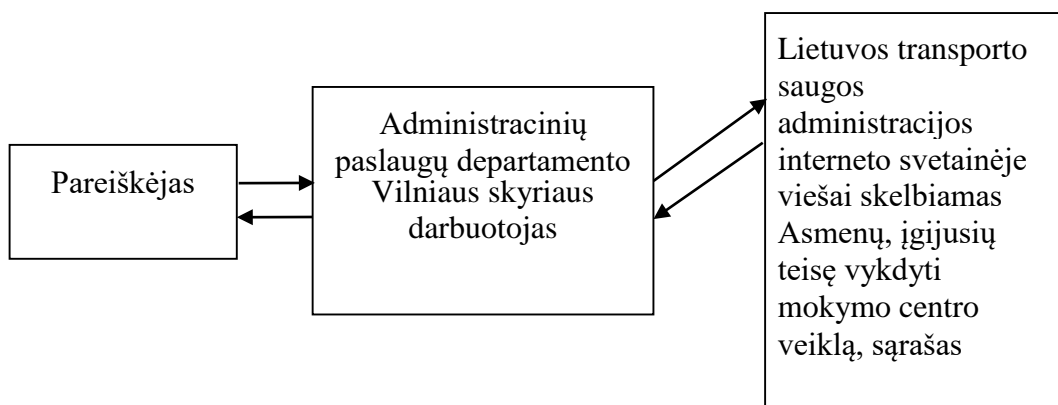 Pareiškėjas
Administracinių
paslaugų departamento
Vilniaus skyriaus
darbuotojas
Lietuvos transporto
saugos
administracijos
interneto svetainėje
viešai skelbiamas
Asmenų, įgijusių
teisę vykdyti
mokymo centro
veiklą, sąrašas